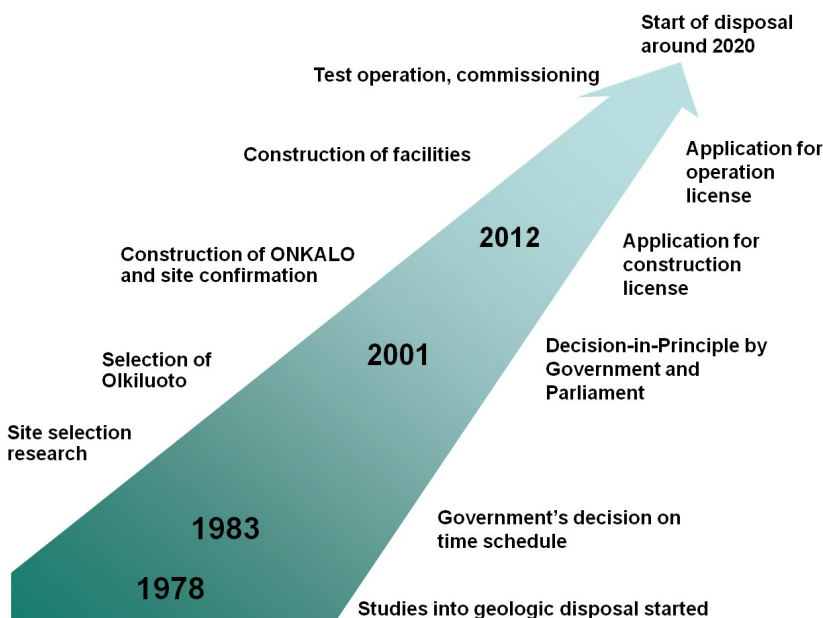 Start of disposal
around 2020
Test operation, commissioning
Construction of facilities
Application for
operation
license
2012
Application for
construction
license
Construction of ONKALO
and site confirmation
2001
Decision-in-Principle by
Government and
Parliament
Selection of
Olkiluoto
Site selection
research
1983
Government's decision on
time schedule
1978
Studies into geologic disposal started